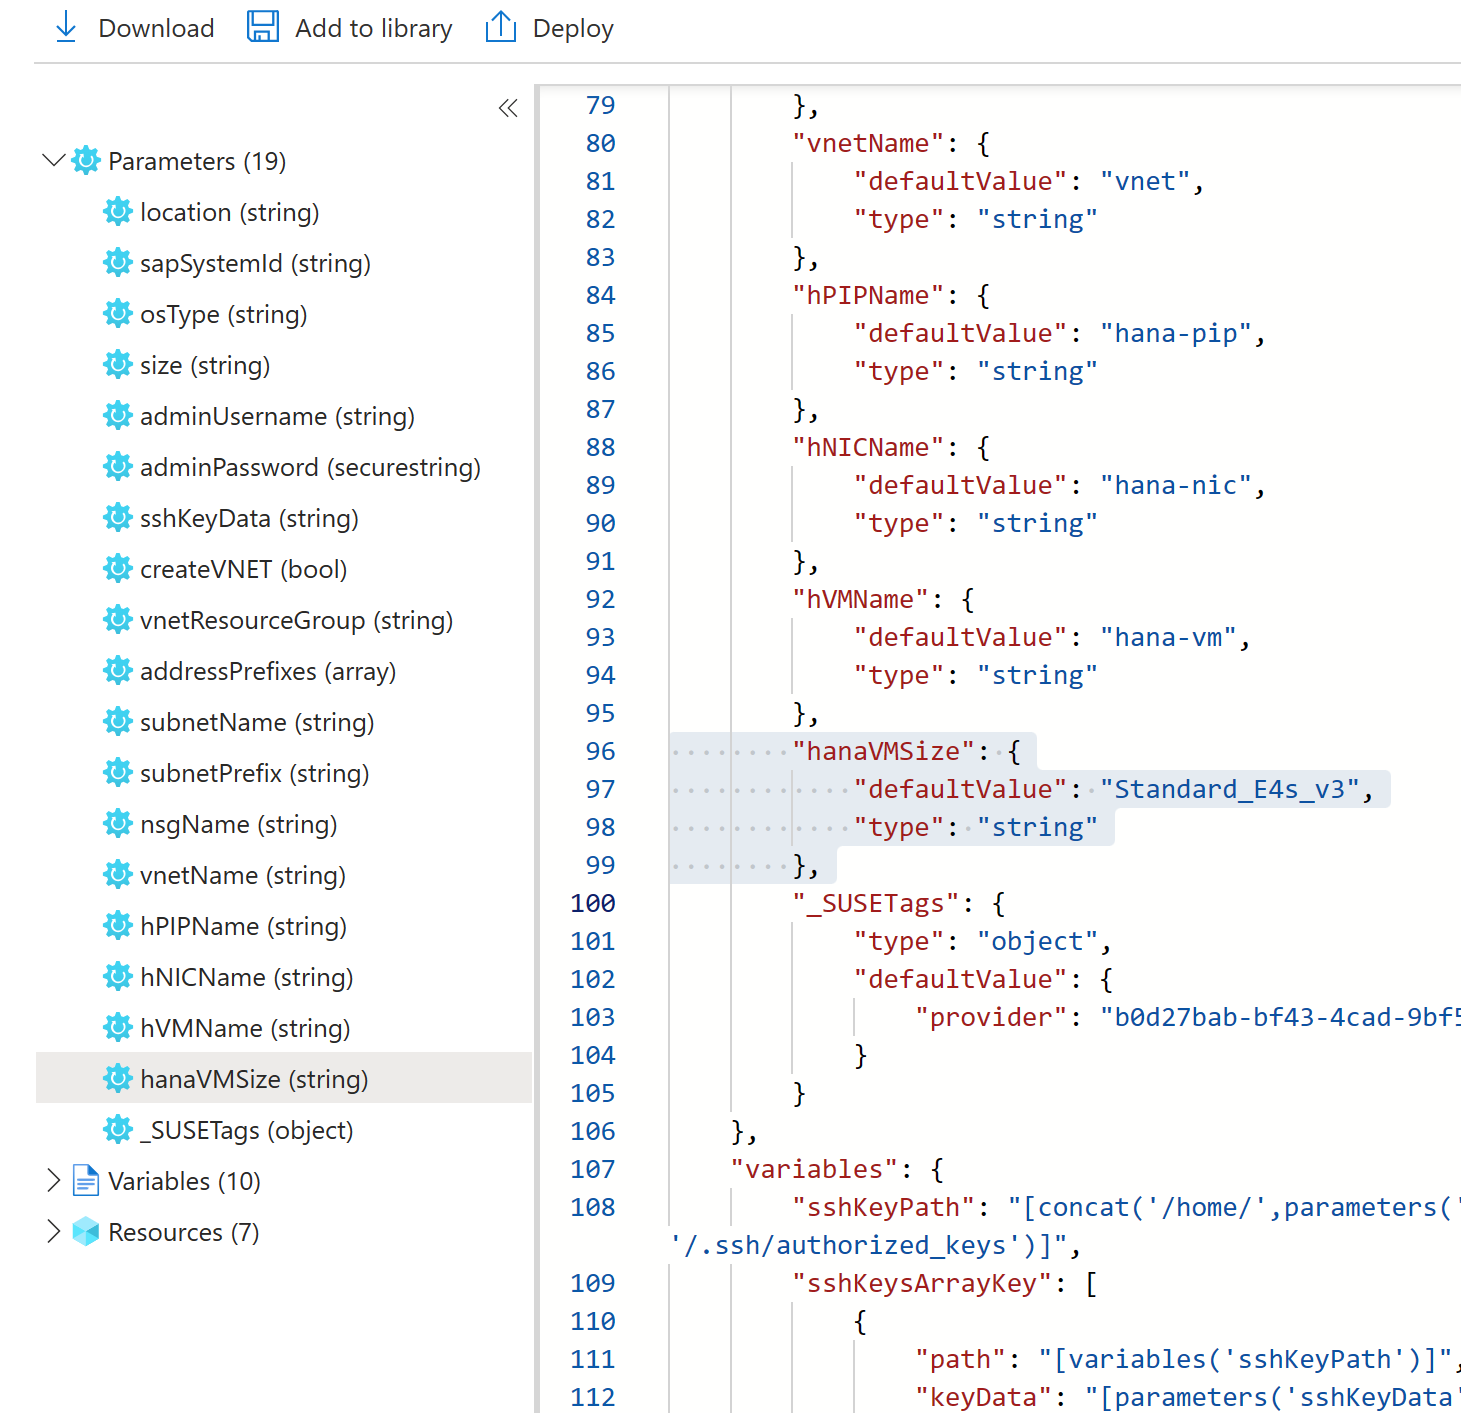 Download Add to library Deploy
Parameters (19)
location (string)
sapSystemId (string)
osType (string)
size (string)
adminUsername (string)
adminPassword (securestring)
sshKeyData (string)
createVNET (bool)
vnetResourceGroup (string)
addressPrefixes (array)
subnetName (string)
subnetPrefix (string)
nsgName (string)
vnetName (string)
hPIPName (string)
hNICName (string)
hVMName (string)
hanaVMSize (string)
_SUSETags (object)
Variables (10)
Resources (7)
79 },
80 "vnetName": {
81 "defaultValue": "vnet",
82 "type": "string"
83 },
84 "hPIPName": {
85 "defaultValue": "hana-pip",
86 "type": "string"
87 },
88 "hNICName": {
89 "defaultValue": "hana-nic",
90 "type": "string"
91 },
92 "hVMName": {
93 "defaultValue": "hana-vm",
94 "type": "string"
95 },
96 "hanaVMSize": {
97 "defaultValue": "Standard_E4s_v3",
98 "type": "string"
99 },
100 "_SUSETags": {
101 "type": "object",
102 "defaultValue": {
103 "provider": "b0d27bab-bf43-4cad-9bf5
104 }
105 }
106 },
107 "variables": {
108 "sshKeyPath": "[concat('/home/',parameters('
'/.ssh/authorized_keys')]",
109 "sshKeysArrayKey": [
110 {
111 "path": "[variables('sshKeyPath')]",
112 "keyData": "[parameters('sshKeyData'